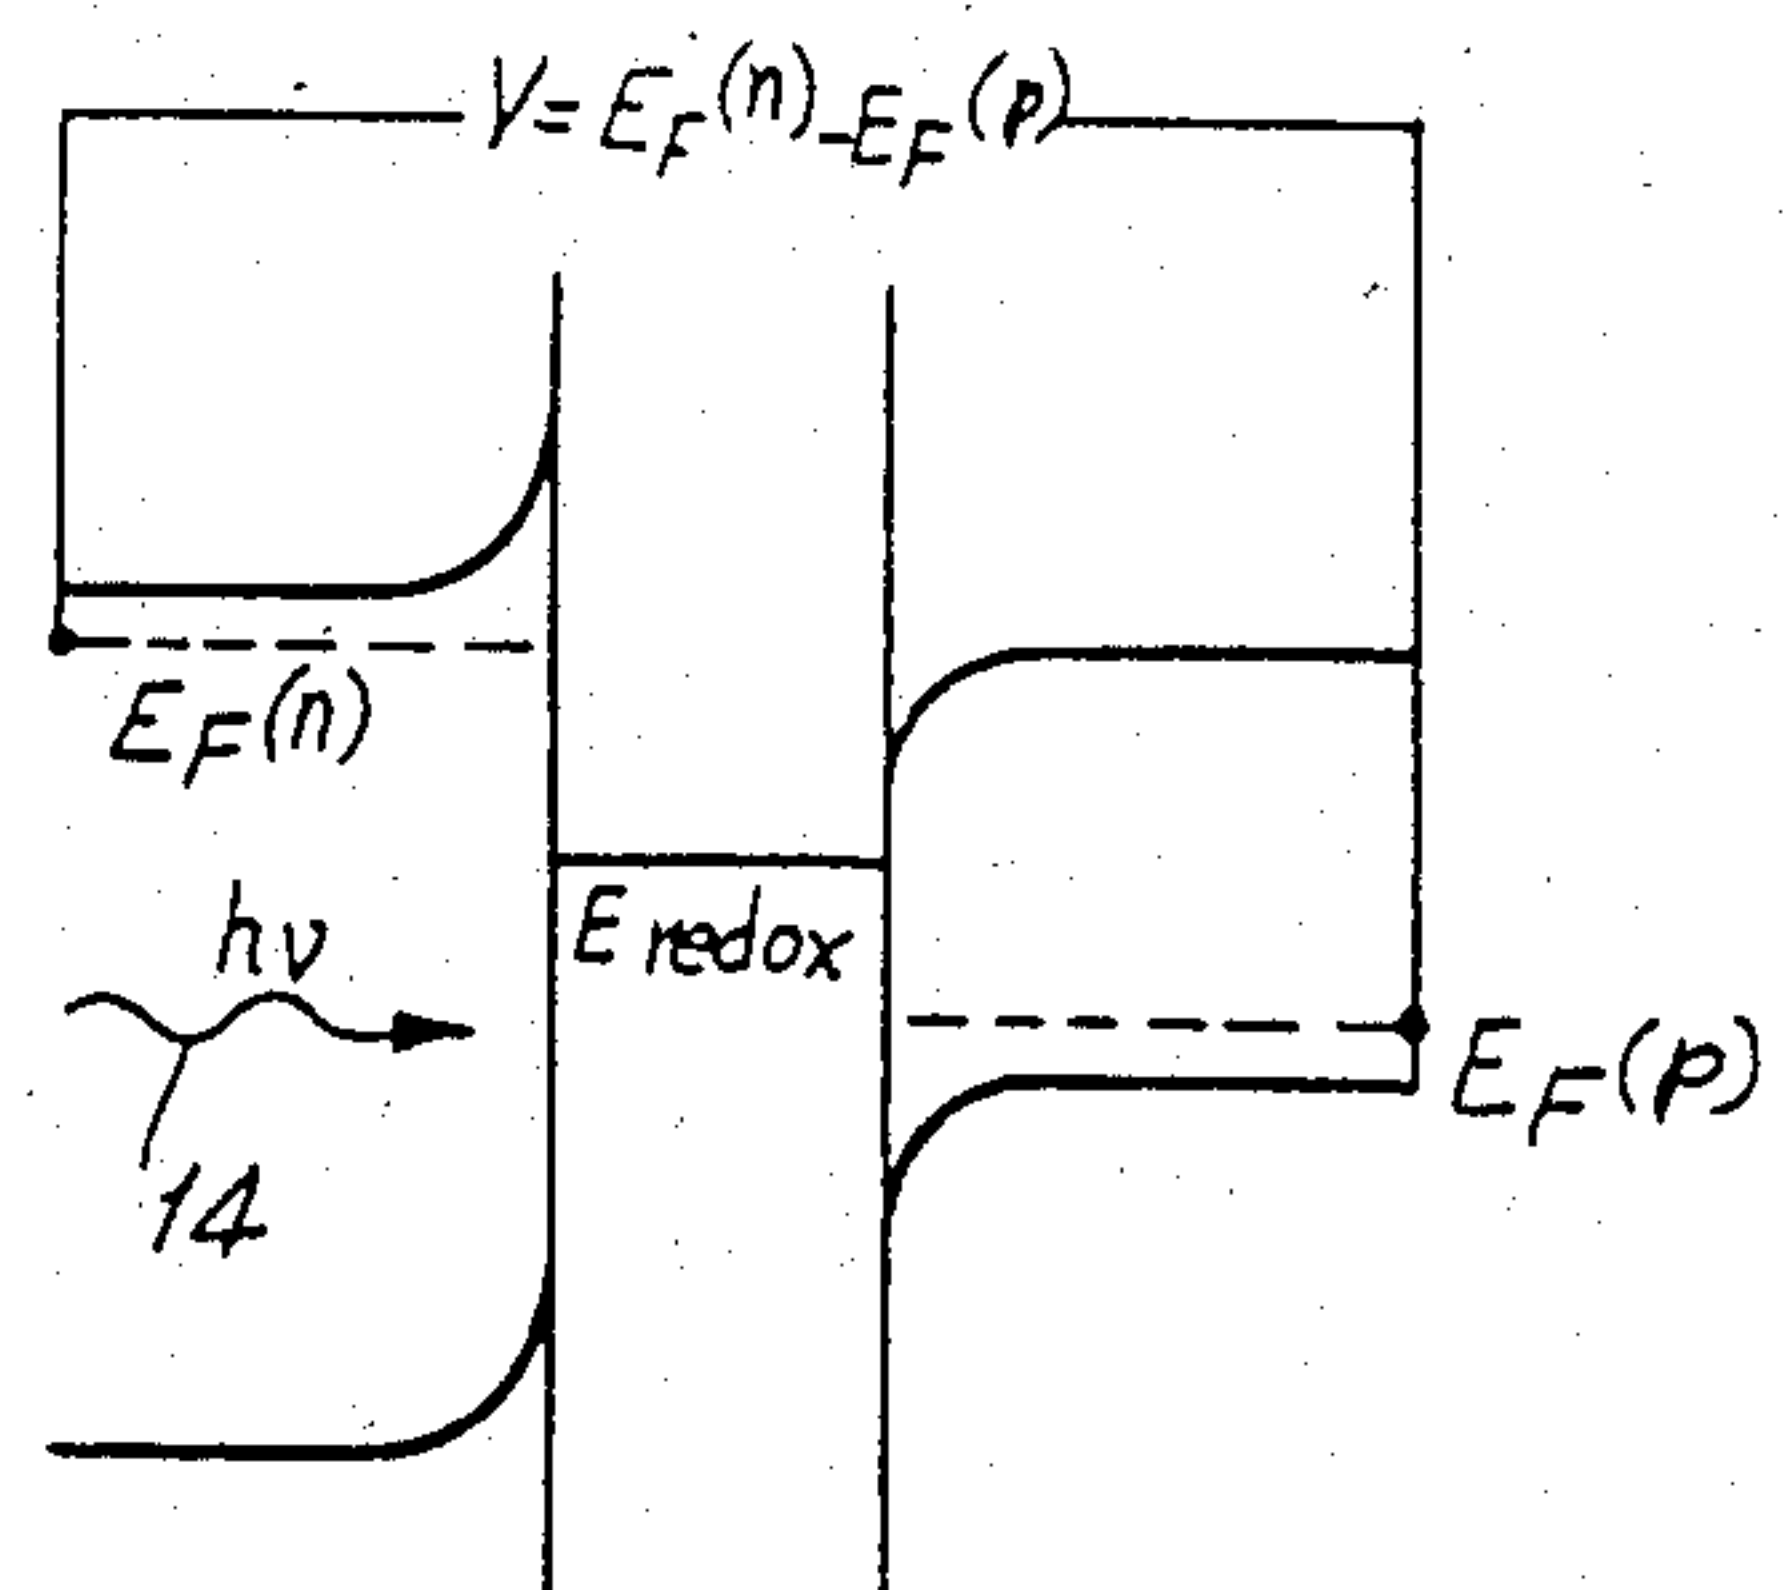 V = E_F(n) - E_F(p)
E_F(n)
hν
E redox
E_F(p)
14